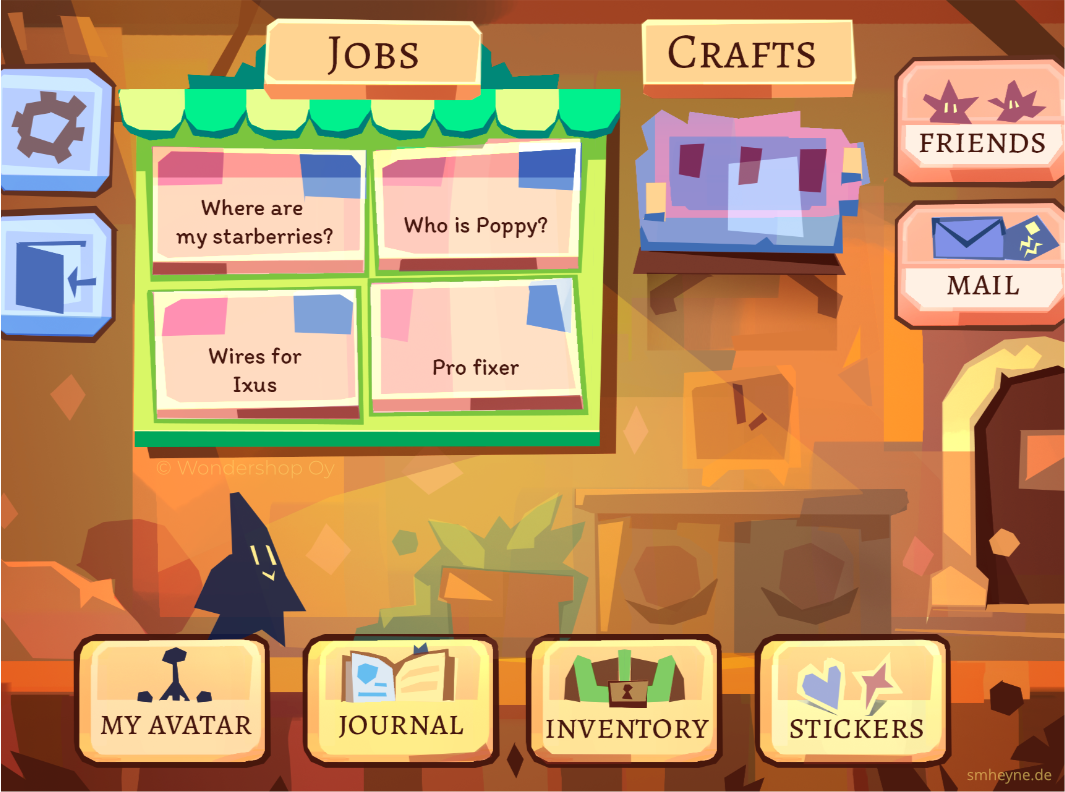 JOBS
CRAFTS
FRIENDS
MAIL
Where are
my starberries?
Who is Poppy?
Wires for
Ixus
Pro fixer
© Wondershop Oy
MY AVATAR
JOURNAL
INVENTORY
STICKERS
smheyne.de